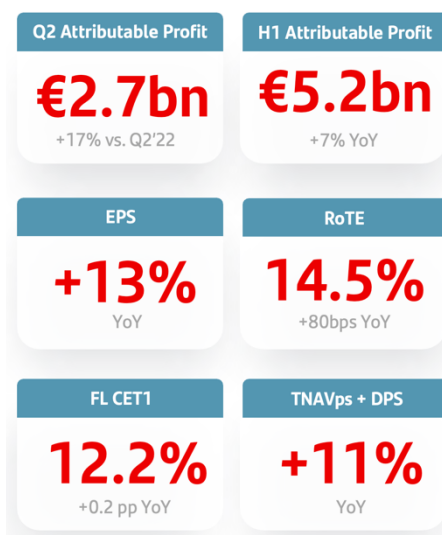 Q2 Attributable Profit
€2.7bn
+17% vs. Q2'22
H1 Attributable Profit
€5.2bn
+7% YoY
EPS
+13%
YoY
RoTE
14.5%
+80bps YoY
FL CET1
12.2%
+0.2 pp YoY
TNAVps + DPS
+11%
YoY